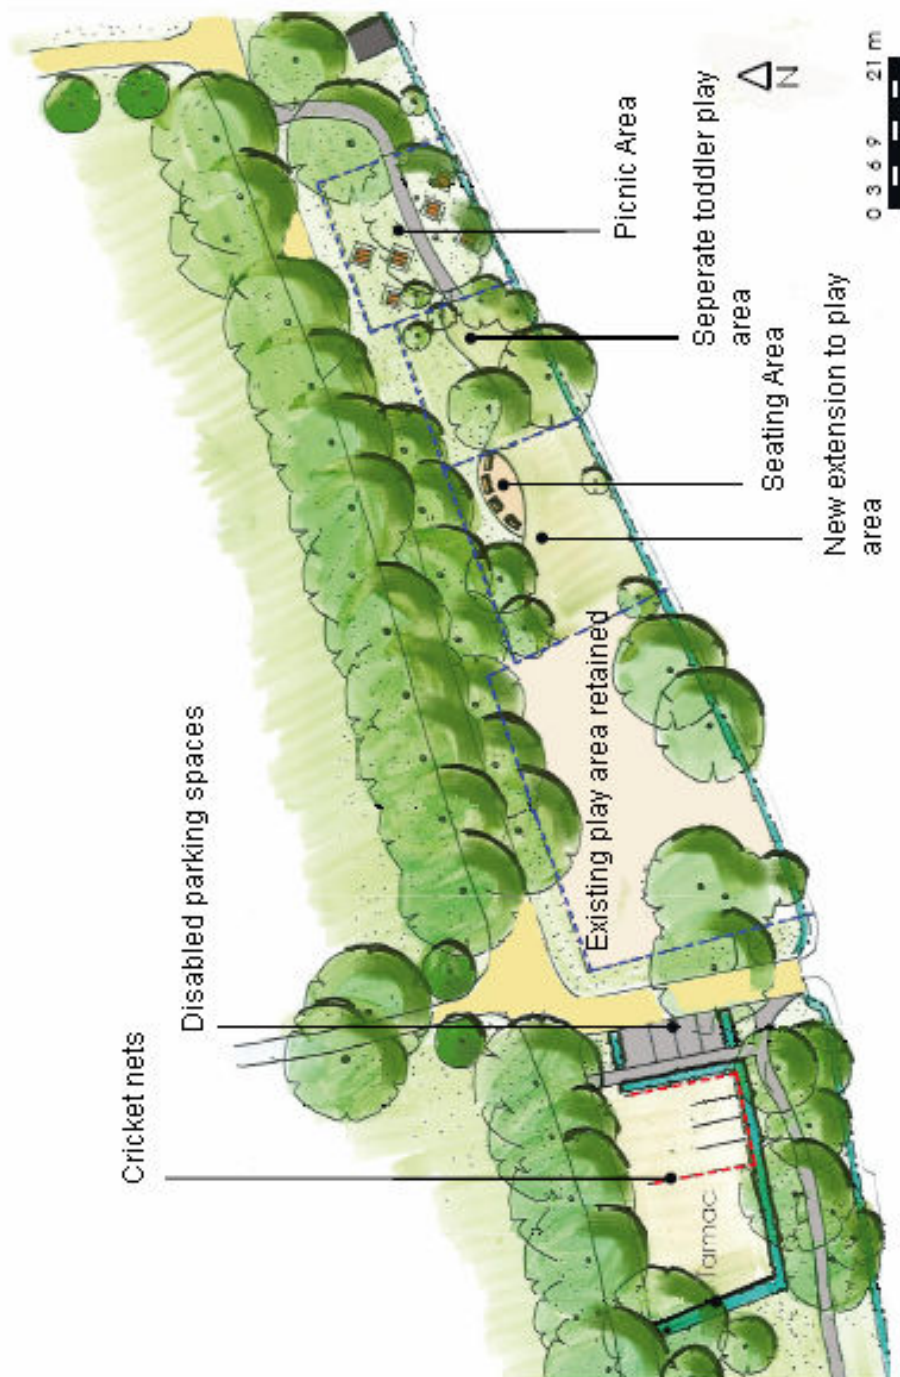 Cricket nets
Disabled parking spaces
Existing play area retained
Tarmac
New extension to play
area
Seating Area
Seperate toddler play
area
Picnic Area
N
0 3 6 9 21 m